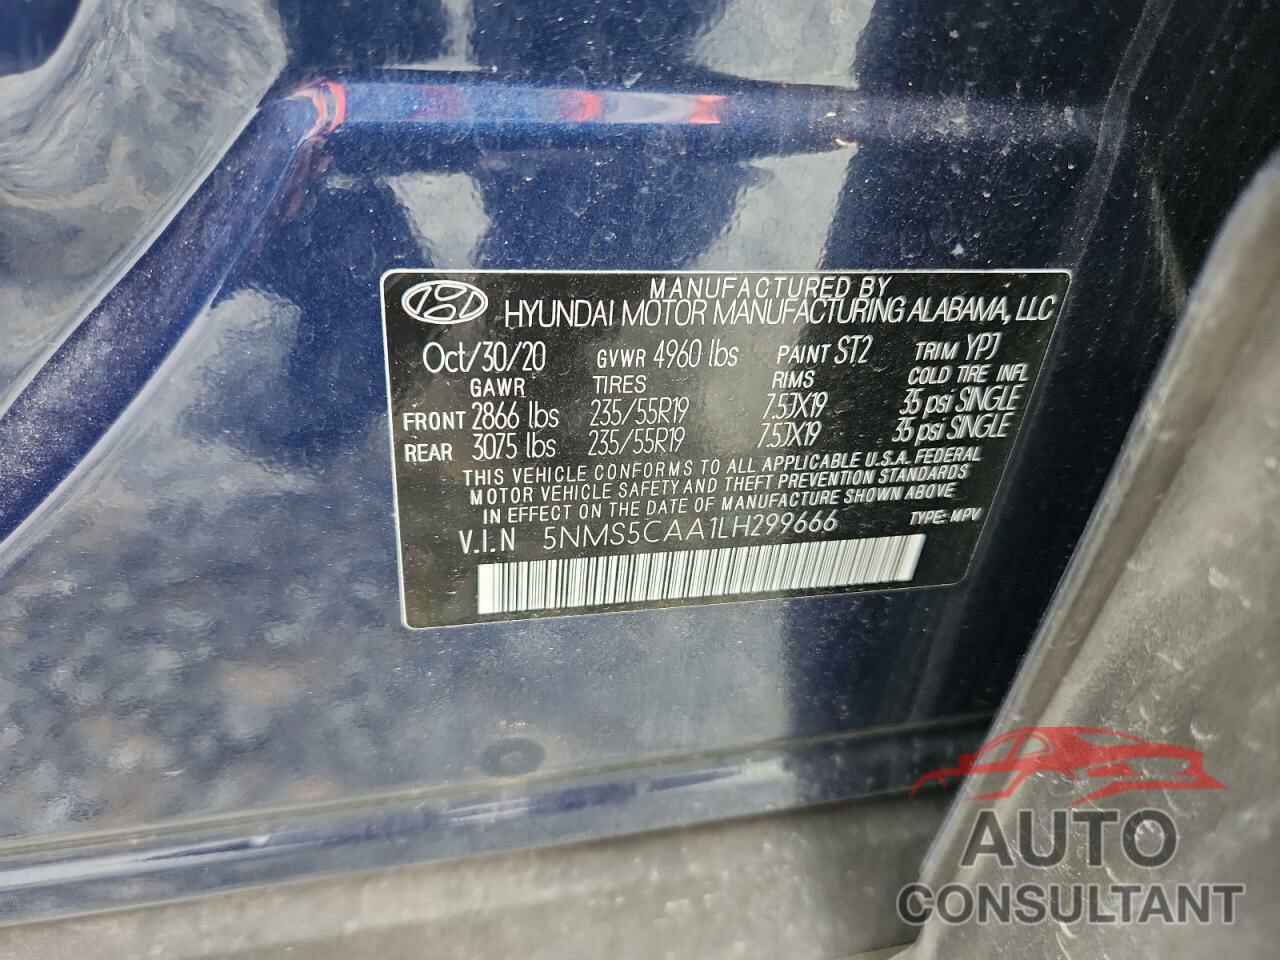 MANUFACTURED BY
HYUNDAI MOTOR MANUFACTURING ALABAMA, LLC
Oct/30/20 GVWR 4960 lbs PAINT ST2 TRIM YPJ
GAWR TIRES RIMS COLD TIRE INFL
FRONT 2866 lbs 235/55R19 7.5JX19 35 psi SINGLE
REAR 3075 lbs 235/55R19 7.5JX19 35 psi SINGLE
THIS VEHICLE CONFORMS TO ALL APPLICABLE U.S.A. FEDERAL
MOTOR VEHICLE SAFETY AND THEFT PREVENTION STANDARDS
IN EFFECT ON THE DATE OF MANUFACTURE SHOWN ABOVE
V.I.N 5NMS5CAA1LH299666 TYPE: MPV
AUTO
CONSULTANT